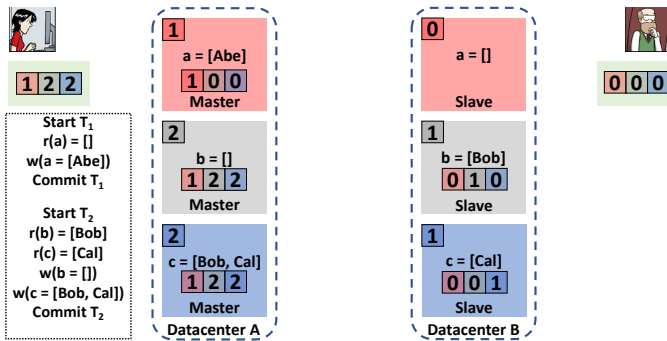 1 2 2
Start T1
r(a) = []
w(a = [Abe])
Commit T1
Start T2
r(b) = [Bob]
r(c) = [Cal]
w(b = [])
w(c = [Bob, Cal])
Commit T2
1
a = [Abe]
1 0 0
Master
2
b = []
1 2 2
Master
2
c = [Bob, Cal]
1 2 2
Master
Datacenter A
0
a = []
Slave
1
b = [Bob]
0 1 0
Slave
1
c = [Cal]
0 0 1
Slave
Datacenter B
0 0 0